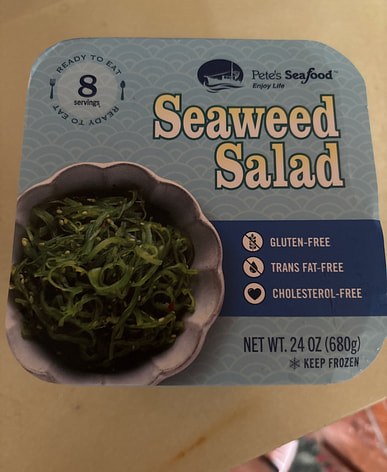 READY TO EAT
8
servings
READY TO EAT
Pete's Seafood™
Enjoy Life
Seaweed
Salad
GLUTEN-FREE
TRANS FAT-FREE
CHOLESTEROL-FREE
NET WT. 24 OZ (680g)
KEEP FROZEN